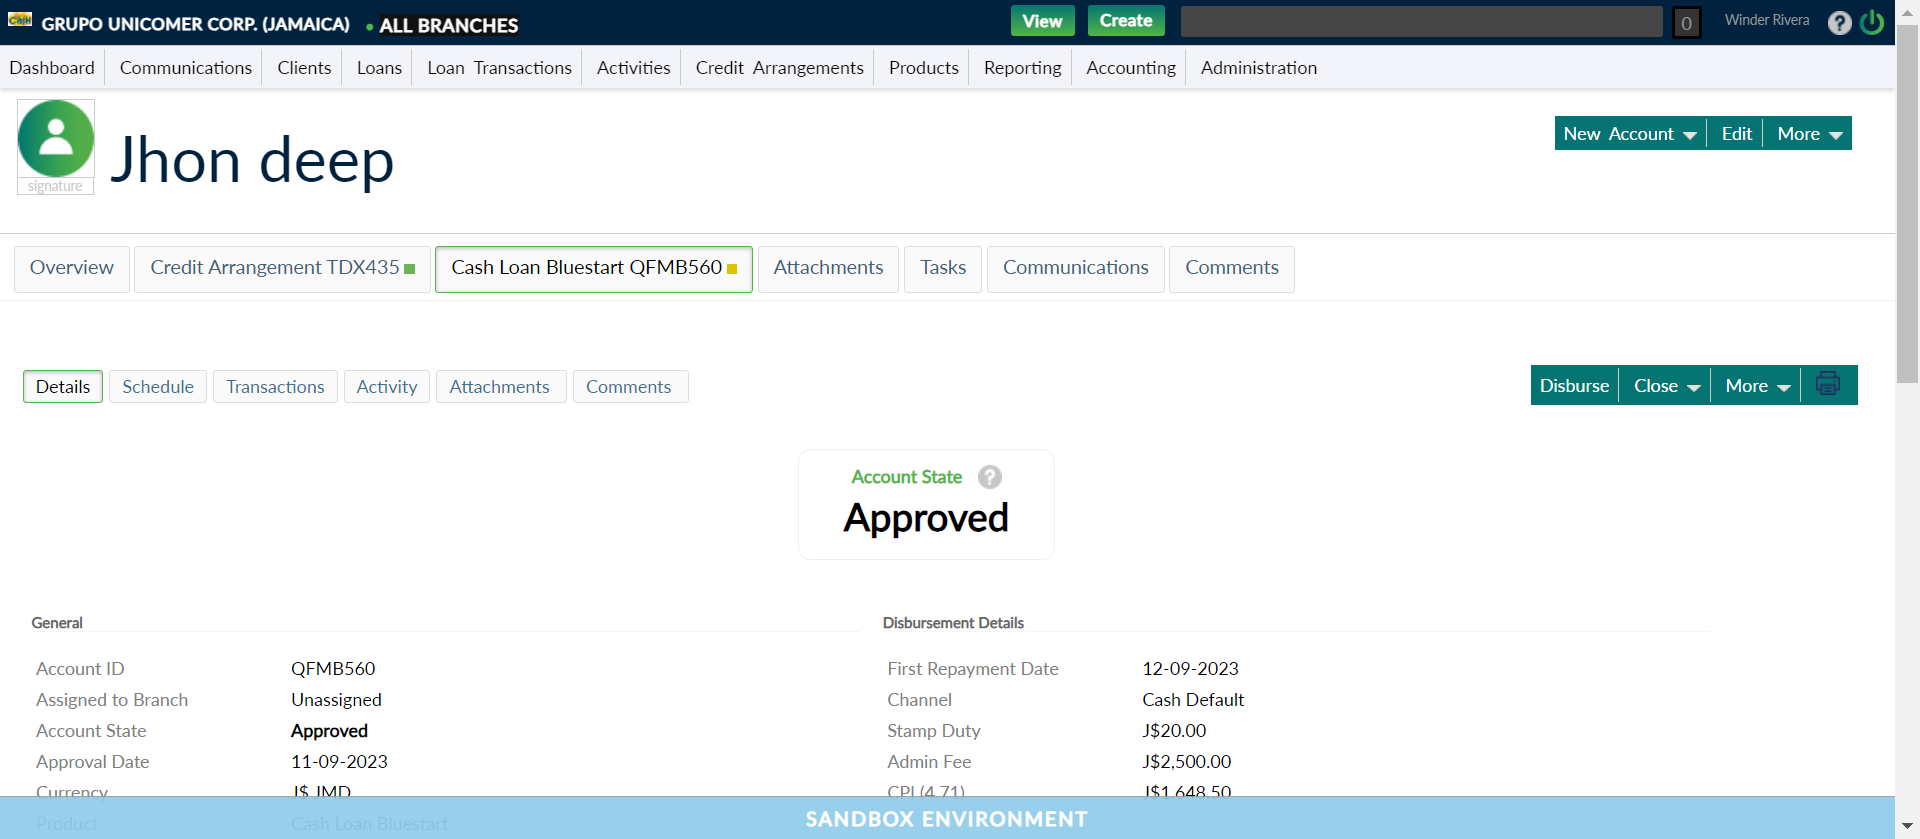 Cash GRUPO UNICOMER CORP. (JAMAICA) • ALL BRANCHES View Create 0 Winder Rivera ?
Dashboard Communications Clients Loans Loan Transactions Activities Credit Arrangements Products Reporting Accounting Administration
signature
Jhon deep
New Account Edit More
Overview Credit Arrangement TDX435 Cash Loan Bluestart QFMB560 Attachments Tasks Communications Comments
Details Schedule Transactions Activity Attachments Comments
Disburse Close More
Account State ?
Approved
General
Account ID QFMB560
Assigned to Branch Unassigned
Account State Approved
Approval Date 11-09-2023
Currency J$ JMD
Product Cash Loan Bluestart
Disbursement Details
First Repayment Date 12-09-2023
Channel Cash Default
Stamp Duty J$20.00
Admin Fee J$2,500.00
CPI (4.71) J$1,648.50
SANDBOX ENVIRONMENT